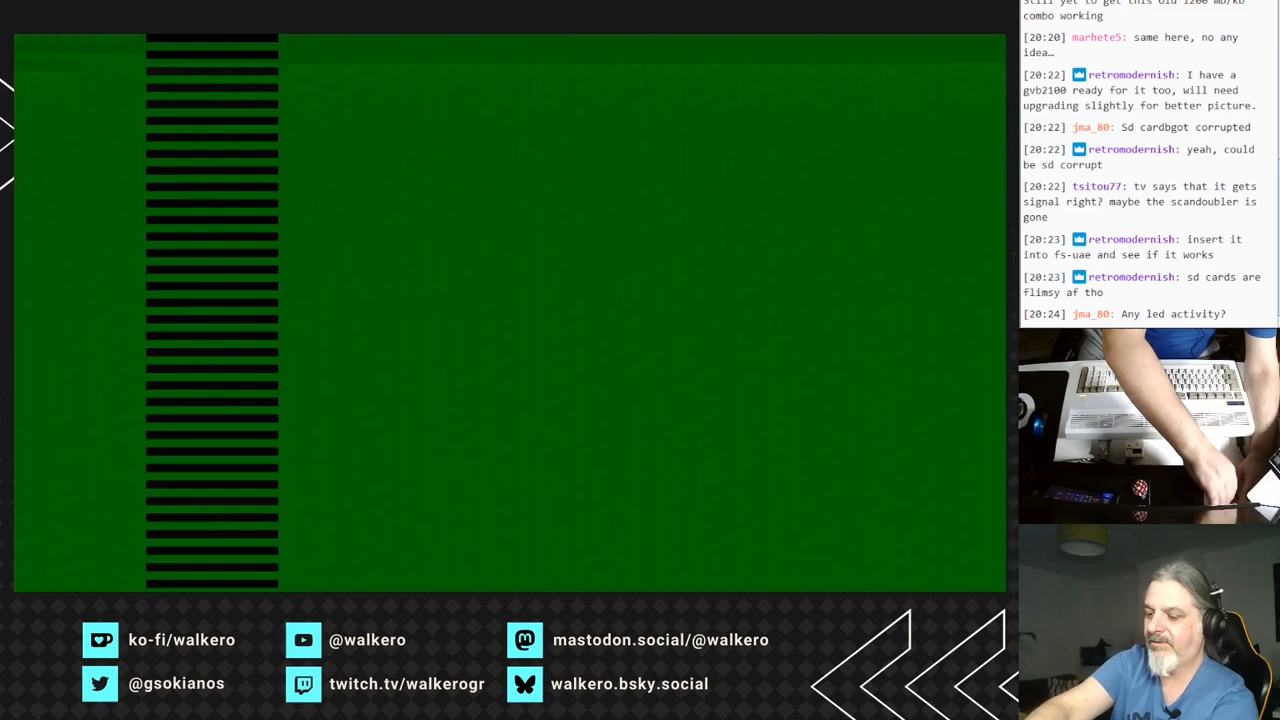 Still yet to get this old 1200 mb/kb
combo working
[20:20] marhete5: same here, no any
idea…
[20:22] retromodernish: I have a
gvb2100 ready for it too, will need
upgrading slightly for better picture.
[20:22] jma_80: Sd cardbgot corrupted
[20:22] retromodernish: yeah, could
be sd corrupt
[20:22] tsitou77: tv says that it gets
signal right? maybe the scandoubler is
gone
[20:23] retromodernish: insert it
into fs-uae and see if it works
[20:23] retromodernish: sd cards are
flimsy af tho
[20:24] jma_80: Any led activity?
ko-fi/walkero
@walkero
mastodon.social/@walkero
@gsokianos
twitch.tv/walkerogr
walkero.bsky.social